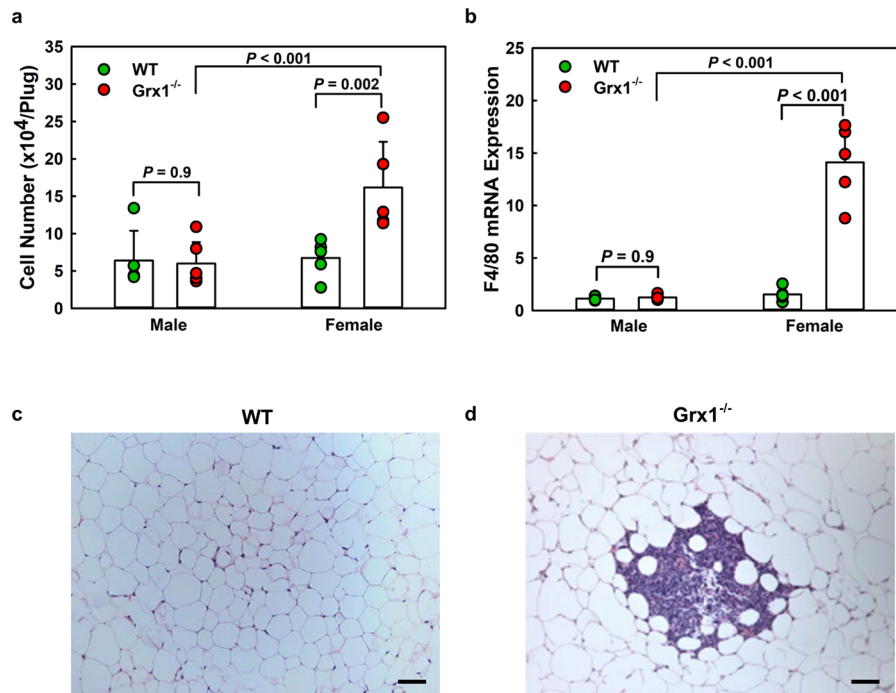 a
Cell Number (x10⁴/Plug)
35
30
25
20
15
10
5
0
WT
Grx1⁻/⁻
P < 0.001
P = 0.002
P = 0.9
Male
Female
b
F4/80 mRNA Expression
25
20
15
10
5
0
WT
Grx1⁻/⁻
P < 0.001
P < 0.001
P = 0.9
Male
Female
c
WT
d
Grx1⁻/⁻